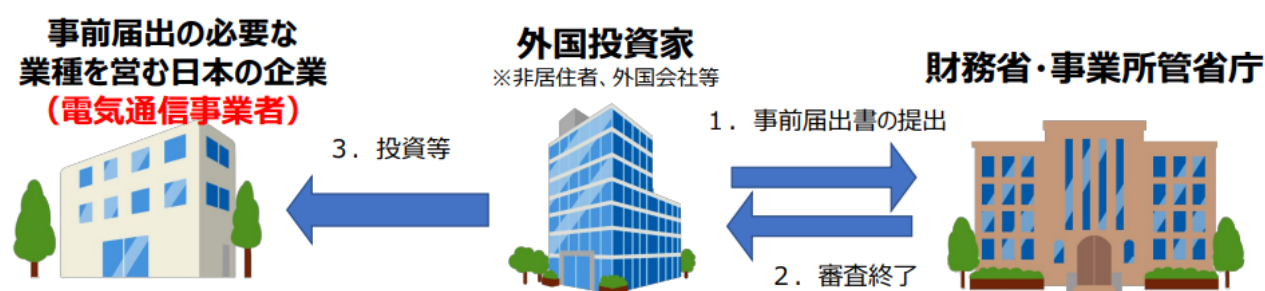 事前届出の必要な
業種を営む日本の企業
（電気通信事業者）
外国投資家
※非居住者、外国会社等
財務省・事業所管省庁
1．事前届出書の提出
3．投資等
2．審査終了